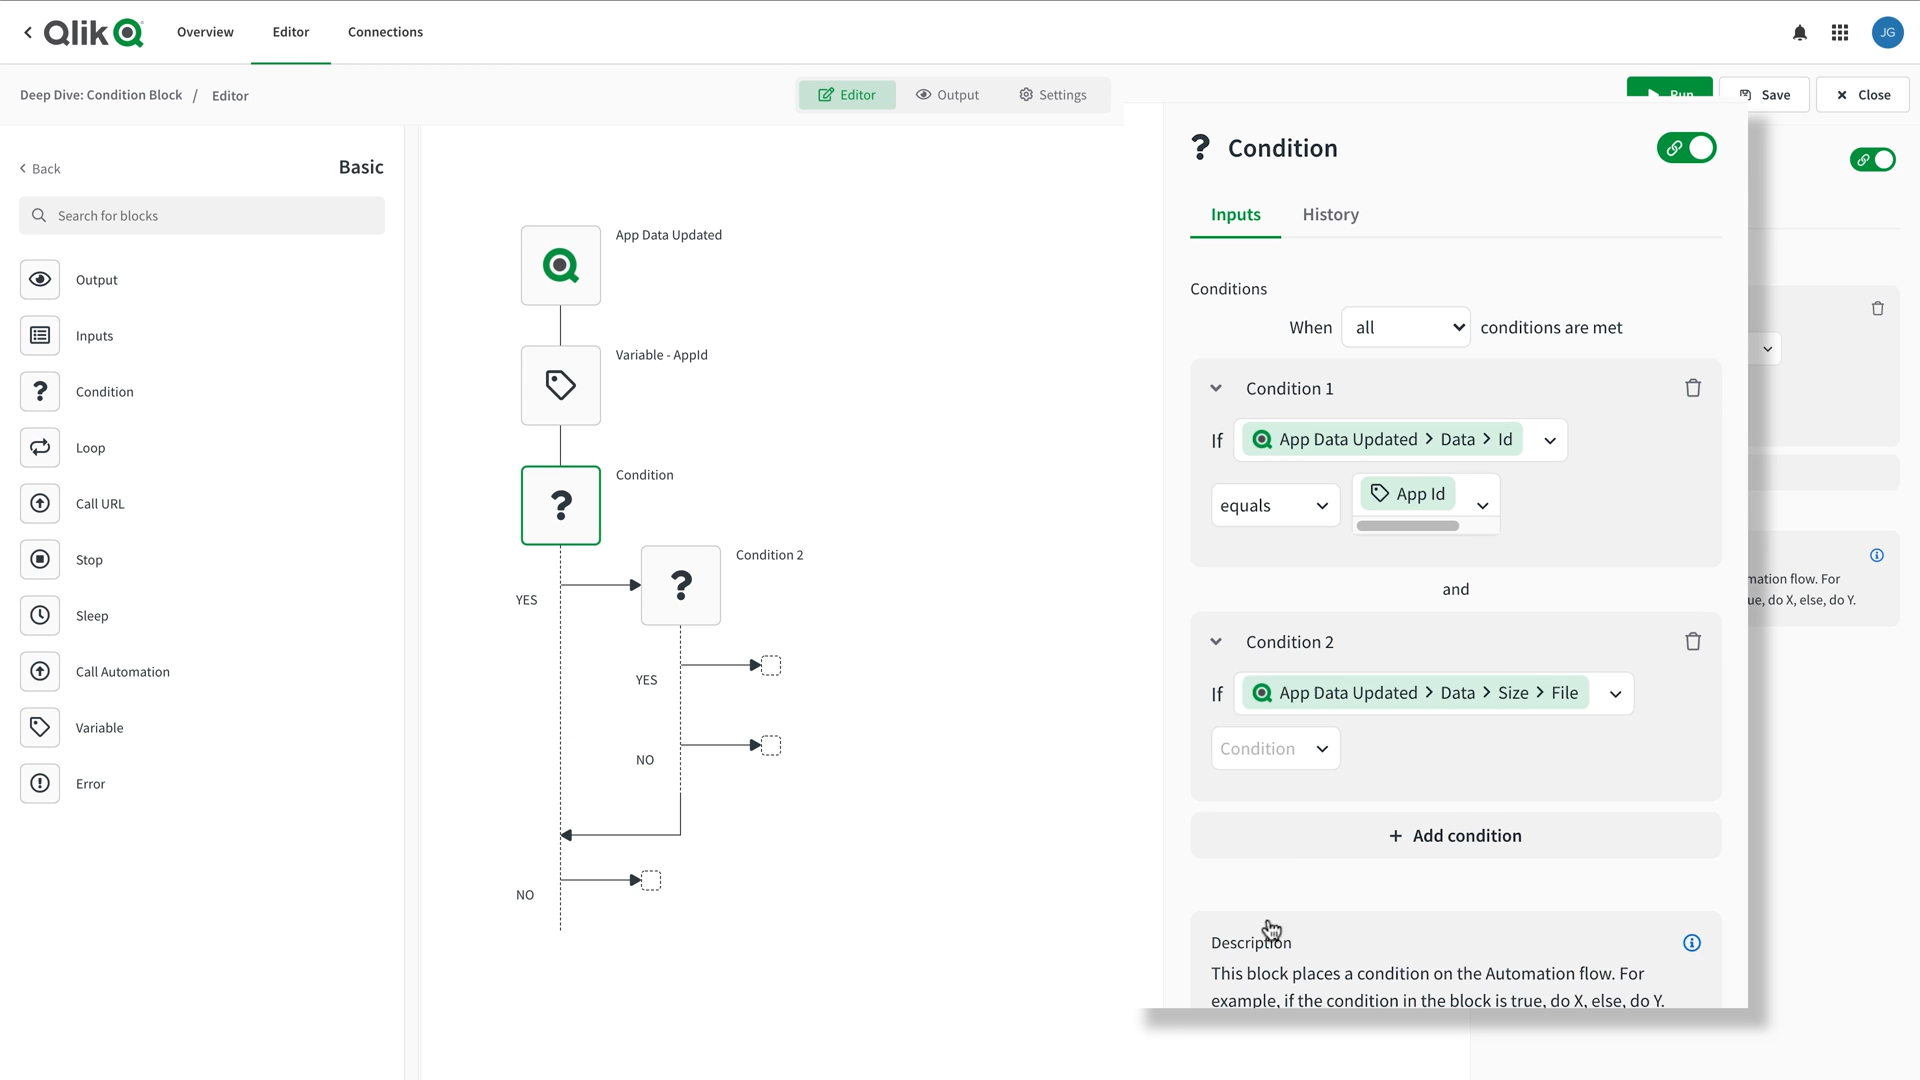 Qlik
Overview
Editor
Connections
JG
Deep Dive: Condition Block / Editor
Editor
Output
Settings
Run
Save
Close
Back
Basic
Search for blocks
Output
Inputs
Condition
Loop
Call URL
Stop
Sleep
Call Automation
Variable
Error
App Data Updated
Variable - AppId
Condition
Condition 2
YES
YES
NO
NO
? Condition
Inputs
History
Conditions
When all conditions are met
Condition 1
If App Data Updated > Data > Id
equals App Id
and
Condition 2
If App Data Updated > Data > Size > File
Condition
+ Add condition
Description
This block places a condition on the Automation flow. For
example, if the condition in the block is true, do X, else, do Y.
flow. For
do X, else, do Y.